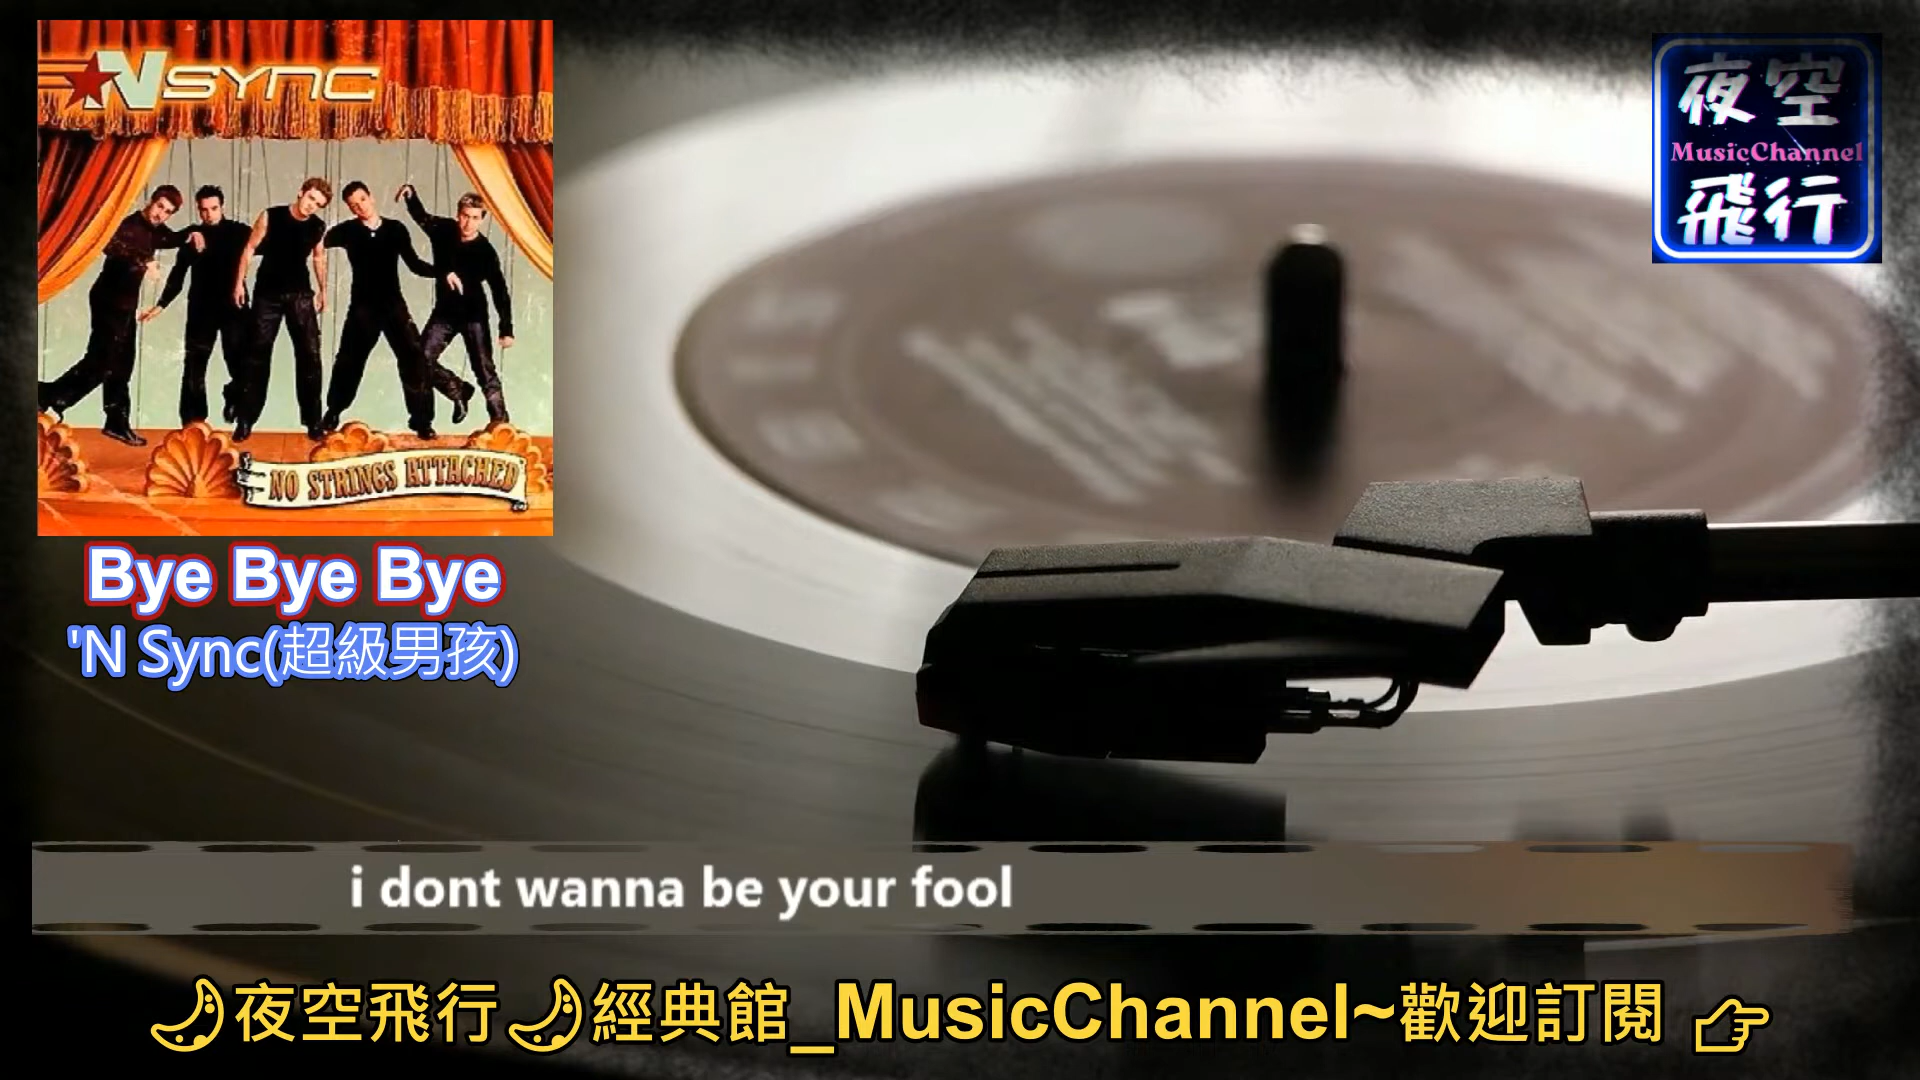 *NSYNC
NO STRINGS ATTACHED
Bye Bye Bye
'N Sync(超級男孩)
夜空
MusicChannel
飛行
i dont wanna be your fool
🌙夜空飛行🌙經典館_MusicChannel~歡迎訂閱 👉